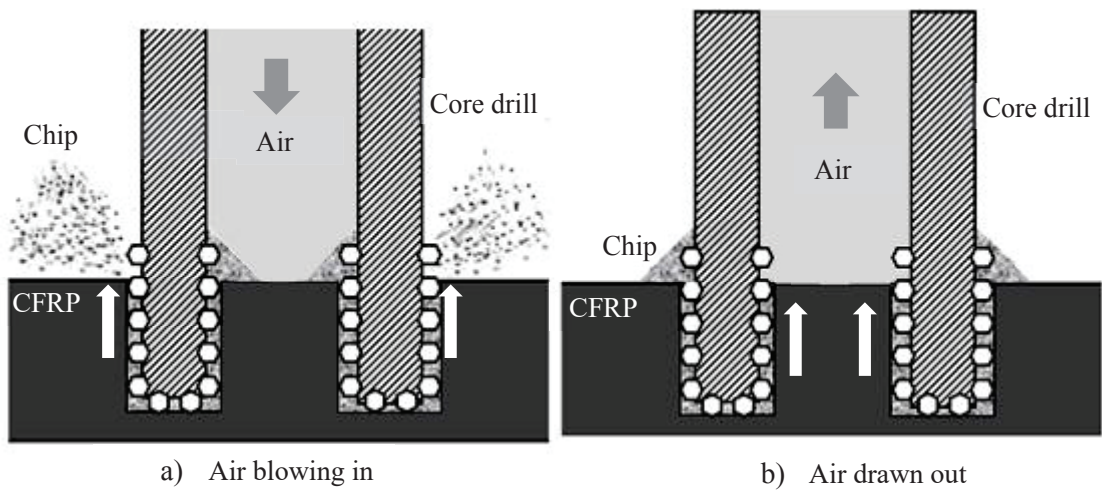 Chip
Core drill
Air
CFRP
a) Air blowing in
Core drill
Air
Chip
CFRP
b) Air drawn out